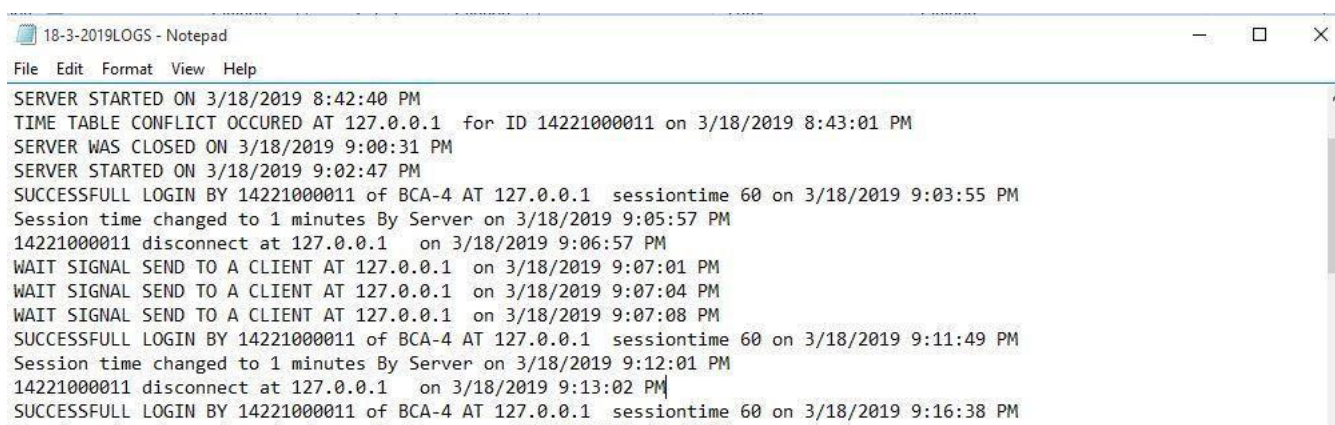 18-3-2019LOGS - Notepad
File Edit Format View Help
SERVER STARTED ON 3/18/2019 8:42:40 PM
TIME TABLE CONFLICT OCCURED AT 127.0.0.1  for ID 14221000011 on 3/18/2019 8:43:01 PM
SERVER WAS CLOSED ON 3/18/2019 9:00:31 PM
SERVER STARTED ON 3/18/2019 9:02:47 PM
SUCCESSFULL LOGIN BY 14221000011 of BCA-4 AT 127.0.0.1  sessiontime 60 on 3/18/2019 9:03:55 PM
Session time changed to 1 minutes By Server on 3/18/2019 9:05:57 PM
14221000011 disconnect at 127.0.0.1   on 3/18/2019 9:06:57 PM
WAIT SIGNAL SEND TO A CLIENT AT 127.0.0.1  on 3/18/2019 9:07:01 PM
WAIT SIGNAL SEND TO A CLIENT AT 127.0.0.1  on 3/18/2019 9:07:04 PM
WAIT SIGNAL SEND TO A CLIENT AT 127.0.0.1  on 3/18/2019 9:07:08 PM
SUCCESSFULL LOGIN BY 14221000011 of BCA-4 AT 127.0.0.1  sessiontime 60 on 3/18/2019 9:11:49 PM
Session time changed to 1 minutes By Server on 3/18/2019 9:12:01 PM
14221000011 disconnect at 127.0.0.1   on 3/18/2019 9:13:02 PM
SUCCESSFULL LOGIN BY 14221000011 of BCA-4 AT 127.0.0.1  sessiontime 60 on 3/18/2019 9:16:38 PM